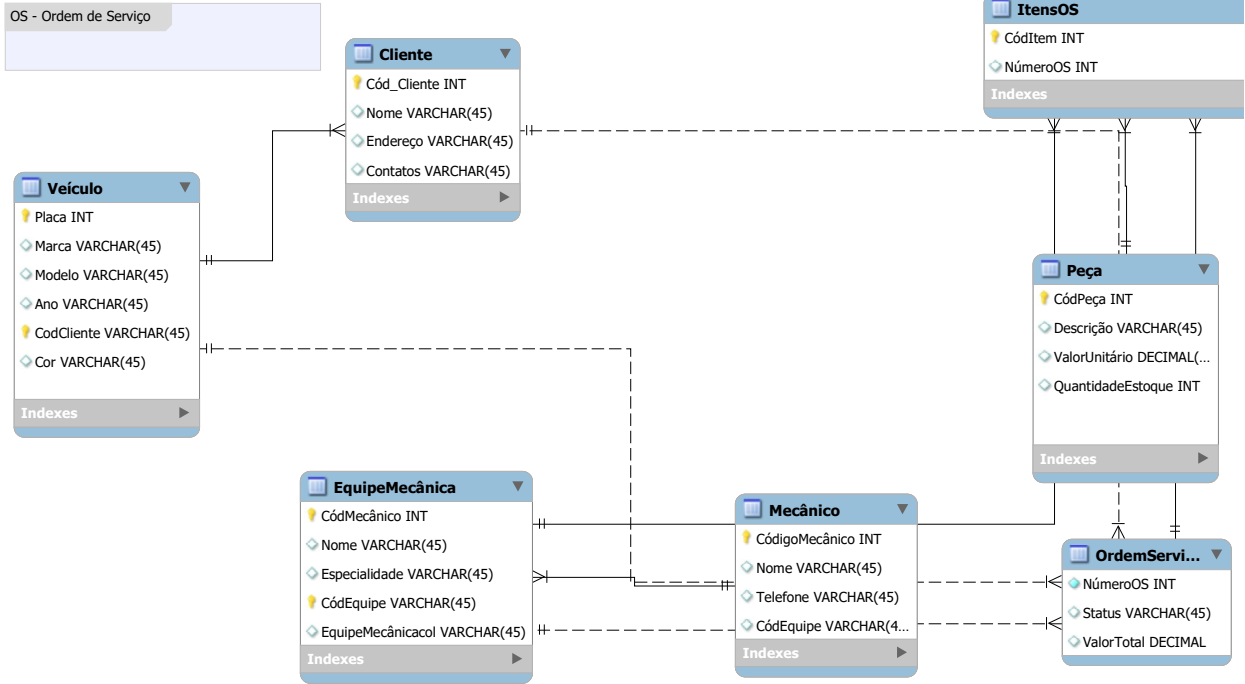 OS - Ordem de Serviço
ItensOS
CódItem INT
NúmeroOS INT
Indexes
Cliente
Cód_Cliente INT
Nome VARCHAR(45)
Endereço VARCHAR(45)
Contatos VARCHAR(45)
Indexes
Veículo
Placa INT
Marca VARCHAR(45)
Modelo VARCHAR(45)
Ano VARCHAR(45)
CodCliente VARCHAR(45)
Cor VARCHAR(45)
Indexes
Peça
CódPeça INT
Descrição VARCHAR(45)
ValorUnitário DECIMAL(...
QuantidadeEstoque INT
Indexes
EquipeMecânica
CódMecânico INT
Nome VARCHAR(45)
Especialidade VARCHAR(45)
CódEquipe VARCHAR(45)
EquipeMecânicacol VARCHAR(45)
Indexes
Mecânico
CódigoMecânico INT
Nome VARCHAR(45)
Telefone VARCHAR(45)
CódEquipe VARCHAR(4...
Indexes
OrdemServi...
NúmeroOS INT
Status VARCHAR(45)
ValorTotal DECIMAL